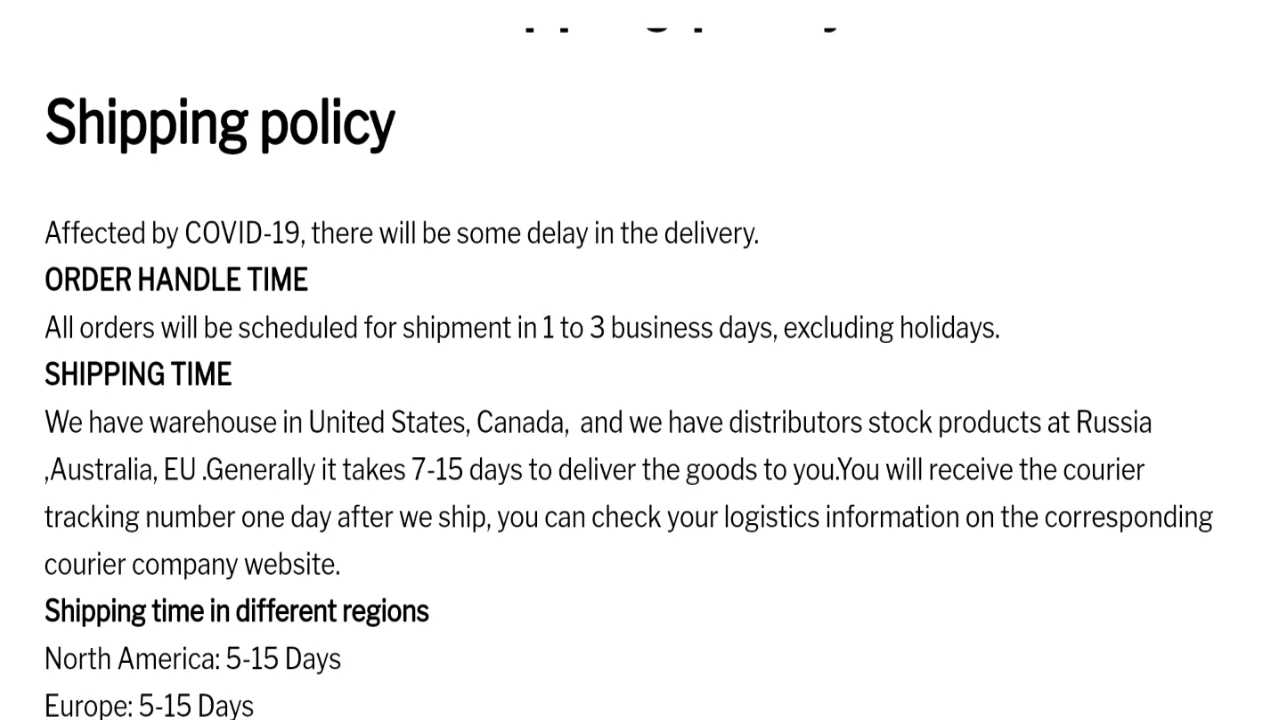 Shipping policy
Affected by COVID-19, there will be some delay in the delivery.
ORDER HANDLE TIME
All orders will be scheduled for shipment in 1 to 3 business days, excluding holidays.
SHIPPING TIME
We have warehouse in United States, Canada,  and we have distributors stock products at Russia
,Australia, EU .Generally it takes 7-15 days to deliver the goods to you.You will receive the courier
tracking number one day after we ship, you can check your logistics information on the corresponding
courier company website.
Shipping time in different regions
North America: 5-15 Days
Europe: 5-15 Days